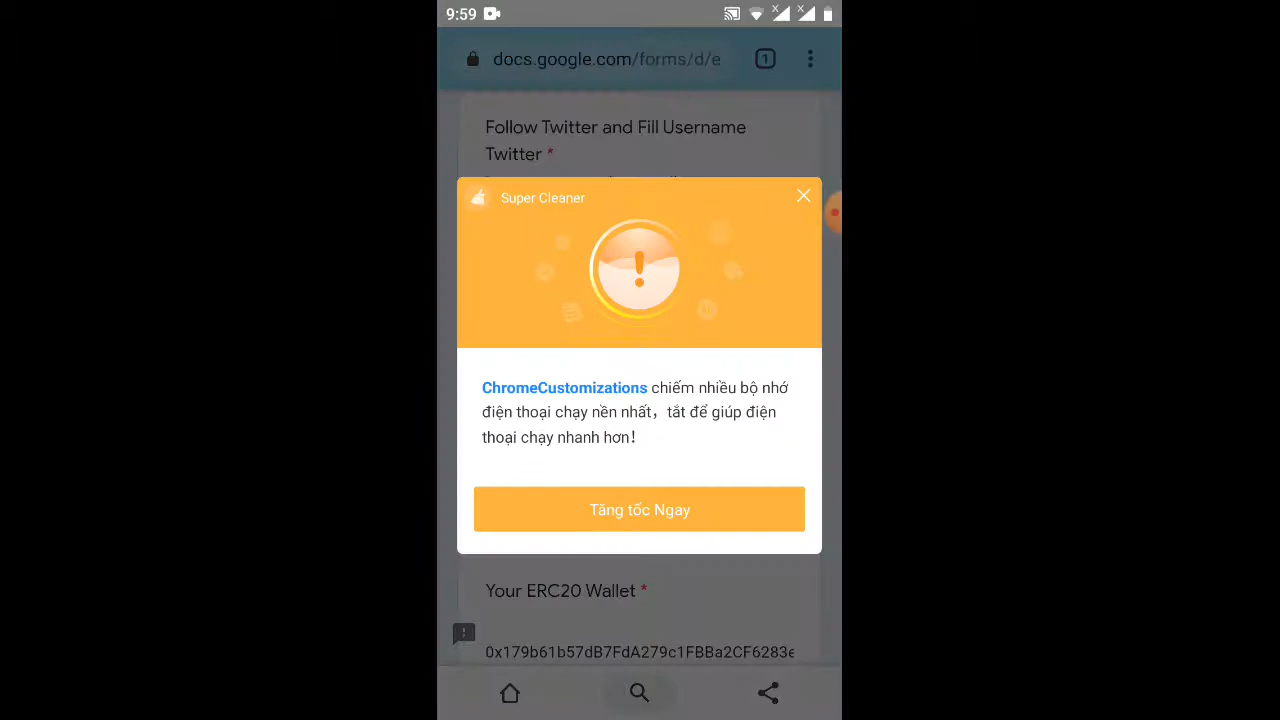 9:59
docs.google.com/forms/d/e
1
Follow Twitter and Fill Username
Twitter *
Super Cleaner
ChromeCustomizations chiếm nhiều bộ nhớ
điện thoại chạy nền nhất，tắt để giúp điện
thoại chạy nhanh hơn！
Tăng tốc Ngay
Your ERC20 Wallet *
0x179b61b57dB7FdA279c1FBBa2CF6283e